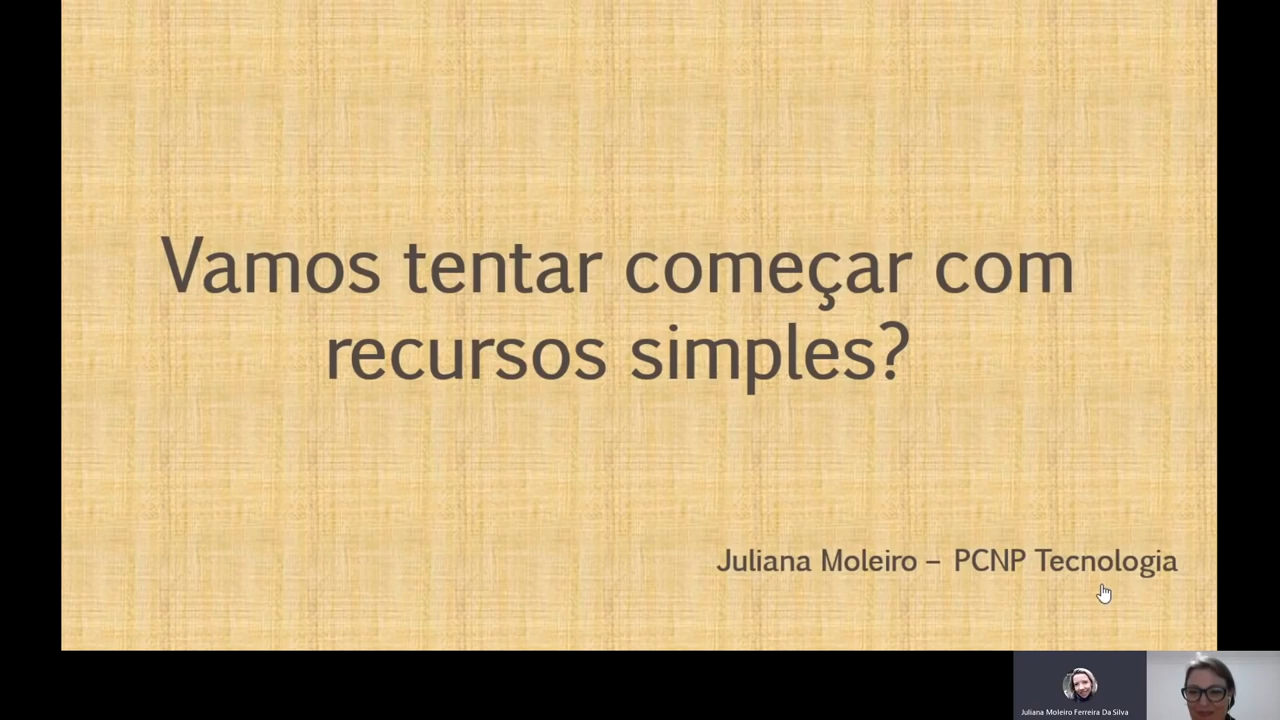 Vamos tentar começar com
recursos simples?
Juliana Moleiro – PCNP Tecnologia
Juliana Moleiro Ferreira Da Silva